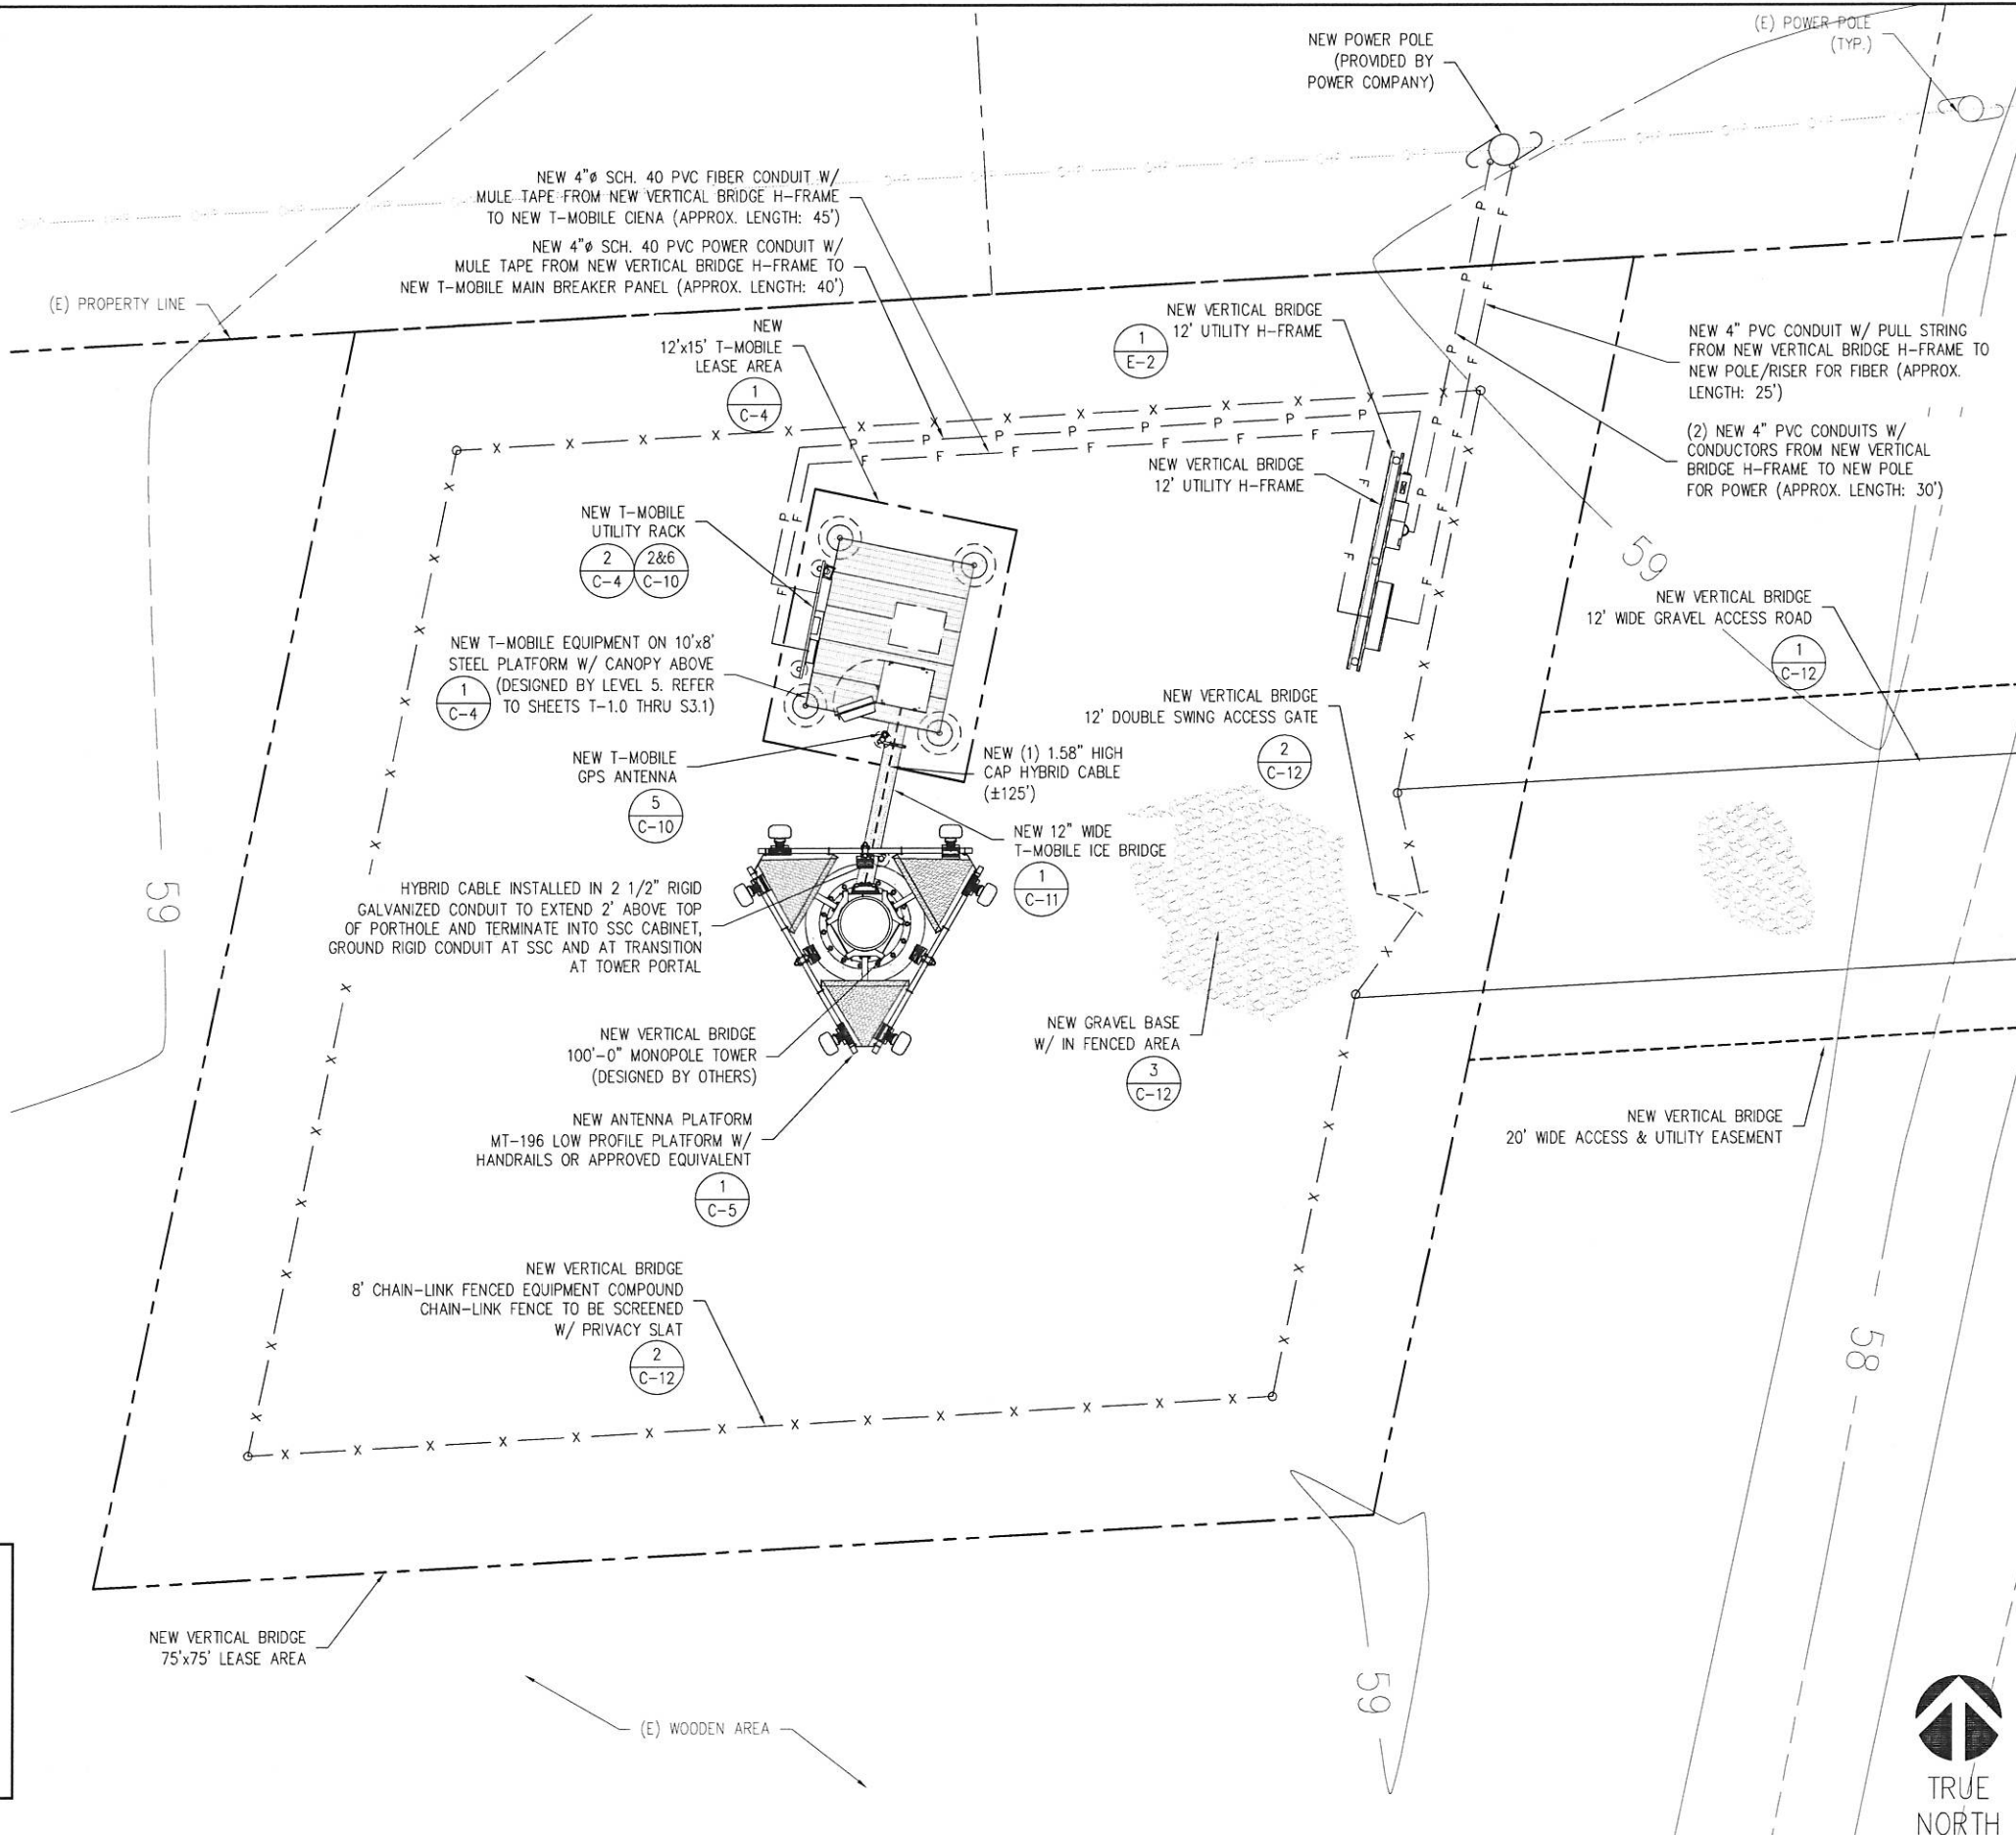 (E) POWER POLE
(TYP.)
NEW POWER POLE
(PROVIDED BY
POWER COMPANY)
NEW 4"ø SCH. 40 PVC FIBER CONDUIT W/
MULE TAPE FROM NEW VERTICAL BRIDGE H-FRAME
TO NEW T-MOBILE CIENA (APPROX. LENGTH: 45')
NEW 4"ø SCH. 40 PVC POWER CONDUIT W/
MULE TAPE FROM NEW VERTICAL BRIDGE H-FRAME TO
NEW T-MOBILE MAIN BREAKER PANEL (APPROX. LENGTH: 40')
(E) PROPERTY LINE
NEW
12'x15' T-MOBILE
LEASE AREA
1
C-4
NEW VERTICAL BRIDGE
12' UTILITY H-FRAME
1
E-2
NEW 4" PVC CONDUIT W/ PULL STRING
FROM NEW VERTICAL BRIDGE H-FRAME TO
NEW POLE/RISER FOR FIBER (APPROX.
LENGTH: 25')
(2) NEW 4" PVC CONDUITS W/
CONDUCTORS FROM NEW VERTICAL
BRIDGE H-FRAME TO NEW POLE
FOR POWER (APPROX. LENGTH: 30')
NEW VERTICAL BRIDGE
12' UTILITY H-FRAME
NEW T-MOBILE
UTILITY RACK
2
C-4
2&6
C-10
59
NEW VERTICAL BRIDGE
12' WIDE GRAVEL ACCESS ROAD
1
C-12
NEW T-MOBILE EQUIPMENT ON 10'x8'
STEEL PLATFORM W/ CANOPY ABOVE
(DESIGNED BY LEVEL 5. REFER
TO SHEETS T-1.0 THRU S3.1)
1
C-4
NEW VERTICAL BRIDGE
12' DOUBLE SWING ACCESS GATE
2
C-12
NEW T-MOBILE
GPS ANTENNA
5
C-10
NEW (1) 1.58" HIGH
CAP HYBRID CABLE
(±125')
NEW 12" WIDE
T-MOBILE ICE BRIDGE
1
C-11
59
HYBRID CABLE INSTALLED IN 2 1/2" RIGID
GALVANIZED CONDUIT TO EXTEND 2' ABOVE TOP
OF PORTHOLE AND TERMINATE INTO SSC CABINET,
GROUND RIGID CONDUIT AT SSC AND AT TRANSITION
AT TOWER PORTAL
NEW VERTICAL BRIDGE
100'-0" MONOPOLE TOWER
(DESIGNED BY OTHERS)
NEW GRAVEL BASE
W/ IN FENCED AREA
3
C-12
NEW ANTENNA PLATFORM
MT-196 LOW PROFILE PLATFORM W/
HANDRAILS OR APPROVED EQUIVALENT
1
C-5
NEW VERTICAL BRIDGE
20' WIDE ACCESS & UTILITY EASEMENT
NEW VERTICAL BRIDGE
8' CHAIN-LINK FENCED EQUIPMENT COMPOUND
CHAIN-LINK FENCE TO BE SCREENED
W/ PRIVACY SLAT
2
C-12
58
NEW VERTICAL BRIDGE
75'x75' LEASE AREA
59
(E) WOODEN AREA
TRUE
NORTH